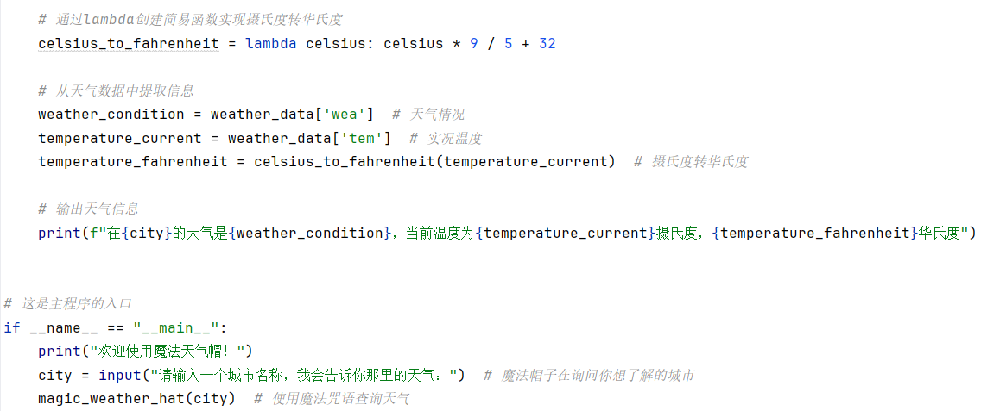 # 通过lambda创建简易函数实现摄氏度转华氏度
celsius_to_fahrenheit = lambda celsius: celsius * 9 / 5 + 32
# 从天气数据中提取信息
weather_condition = weather_data['wea']  # 天气情况
temperature_current = weather_data['tem']  # 实况温度
temperature_fahrenheit = celsius_to_fahrenheit(temperature_current)  # 摄氏度转华氏度
# 输出天气信息
print(f"在{city}的天气是{weather_condition}，当前温度为{temperature_current}摄氏度，{temperature_fahrenheit}华氏度")
# 这是主程序的入口
if __name__ == "__main__":
print("欢迎使用魔法天气帽！")
city = input("请输入一个城市名称，我会告诉你那里的天气：")  # 魔法帽子在询问你想了解的城市
magic_weather_hat(city)  # 使用魔法咒语查询天气